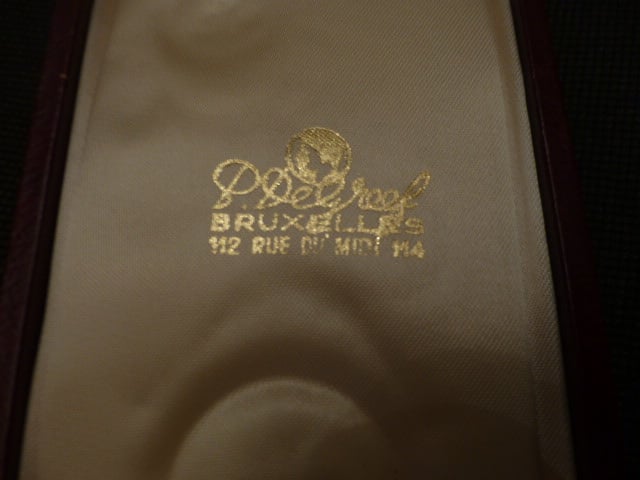 P. De Greef
BRUXELLES
112 RUE DU MIDI 114